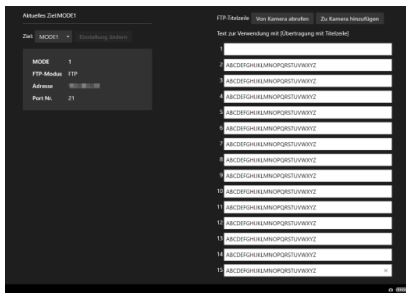 Aktuelles Ziel:MODE1
Ziel: MODE1 Einstellung ändern
MODE 1
FTP-Modus FTP
Adresse
Port Nr. 21
FTP-Titelzeile Von Kamera abrufen Zu Kamera hinzufügen
Text zur Verwendung mit [Übertragung mit Titelzeile]
1
2 ABCDEFGHIJKLMNOPQRSTUVWXYZ
3 ABCDEFGHIJKLMNOPQRSTUVWXYZ
4 ABCDEFGHIJKLMNOPQRSTUVWXYZ
5 ABCDEFGHIJKLMNOPQRSTUVWXYZ
6 ABCDEFGHIJKLMNOPQRSTUVWXYZ
7 ABCDEFGHIJKLMNOPQRSTUVWXYZ
8 ABCDEFGHIJKLMNOPQRSTUVWXYZ
9 ABCDEFGHIJKLMNOPQRSTUVWXYZ
10 ABCDEFGHIJKLMNOPQRSTUVWXYZ
11 ABCDEFGHIJKLMNOPQRSTUVWXYZ
12 ABCDEFGHIJKLMNOPQRSTUVWXYZ
13 ABCDEFGHIJKLMNOPQRSTUVWXYZ
14 ABCDEFGHIJKLMNOPQRSTUVWXYZ
15 ABCDEFGHIJKLMNOPQRSTUVWXYZ ×